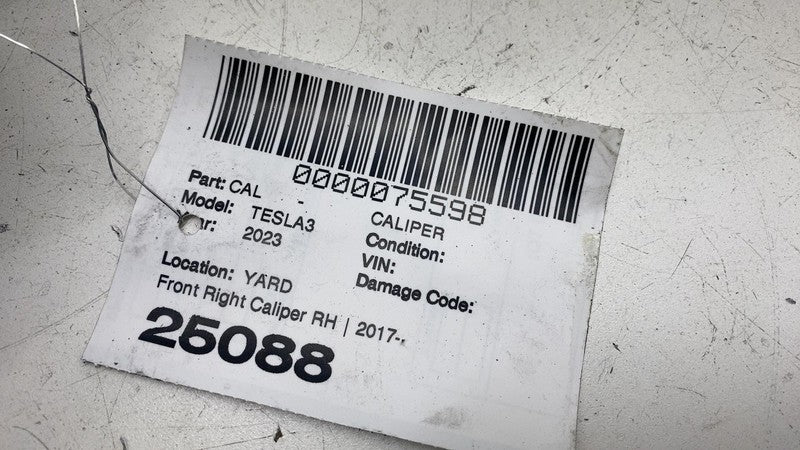 0000075598
Part: CAL - CALIPER
Model: TESLA3 Condition:
ar: 2023 VIN:
Location: YARD Damage Code:
Front Right Caliper RH | 2017-.
25088